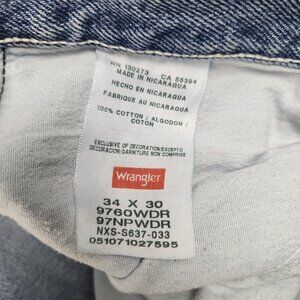 RN 130273 CA 55394
MADE IN NICARAGUA
HECHO EN NICARAGUA
FABRIQUE AU NICARAGUA
100% COTTON / ALGODON /
COTON
EXCLUSIVE OF DECORATION/EXCEPTO
DECORACION/GARNITURE NON COMPRISE
Wrangler
34 X 30
9760WDR
97NPWDR
NXS-S637-033
051071027595